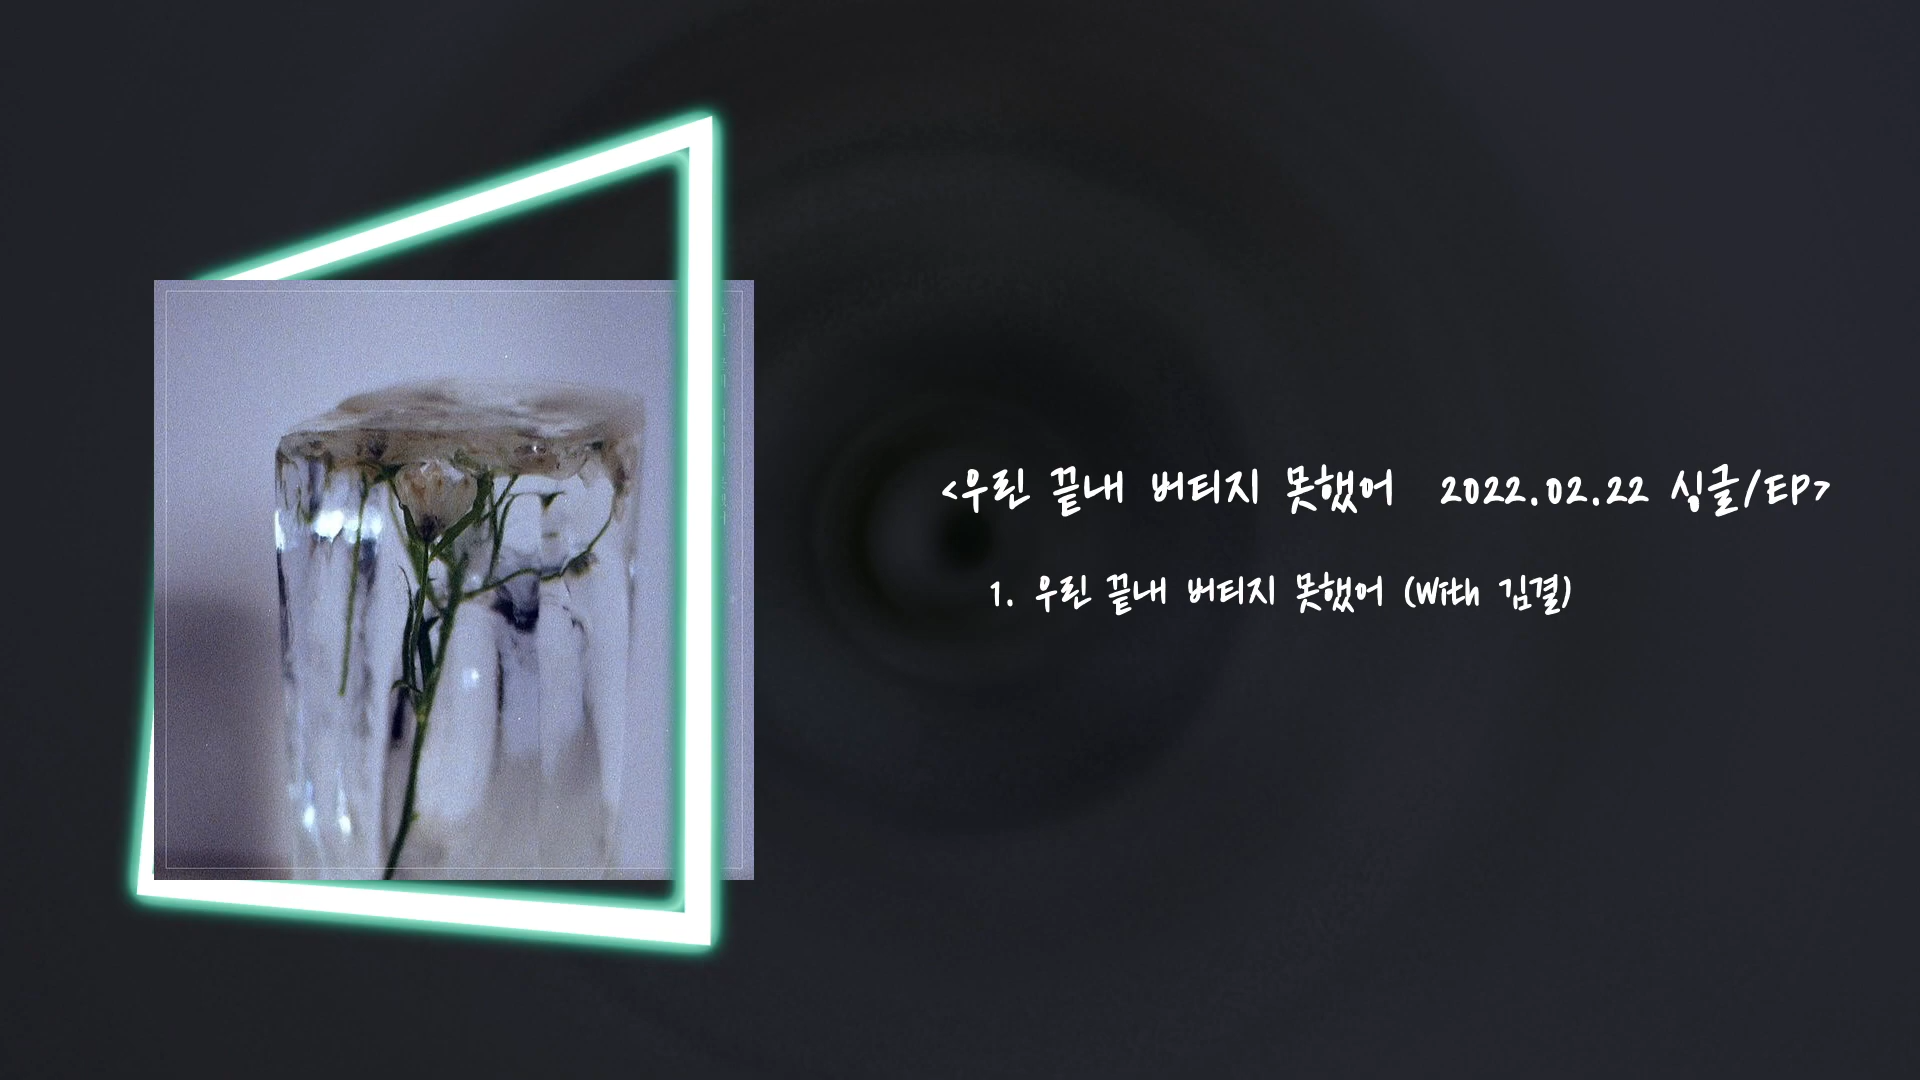 <우린 끝내 버티지 못했어 2022.02.22 싱글/EP>
1. 우린 끝내 버티지 못했어 (With 김결)